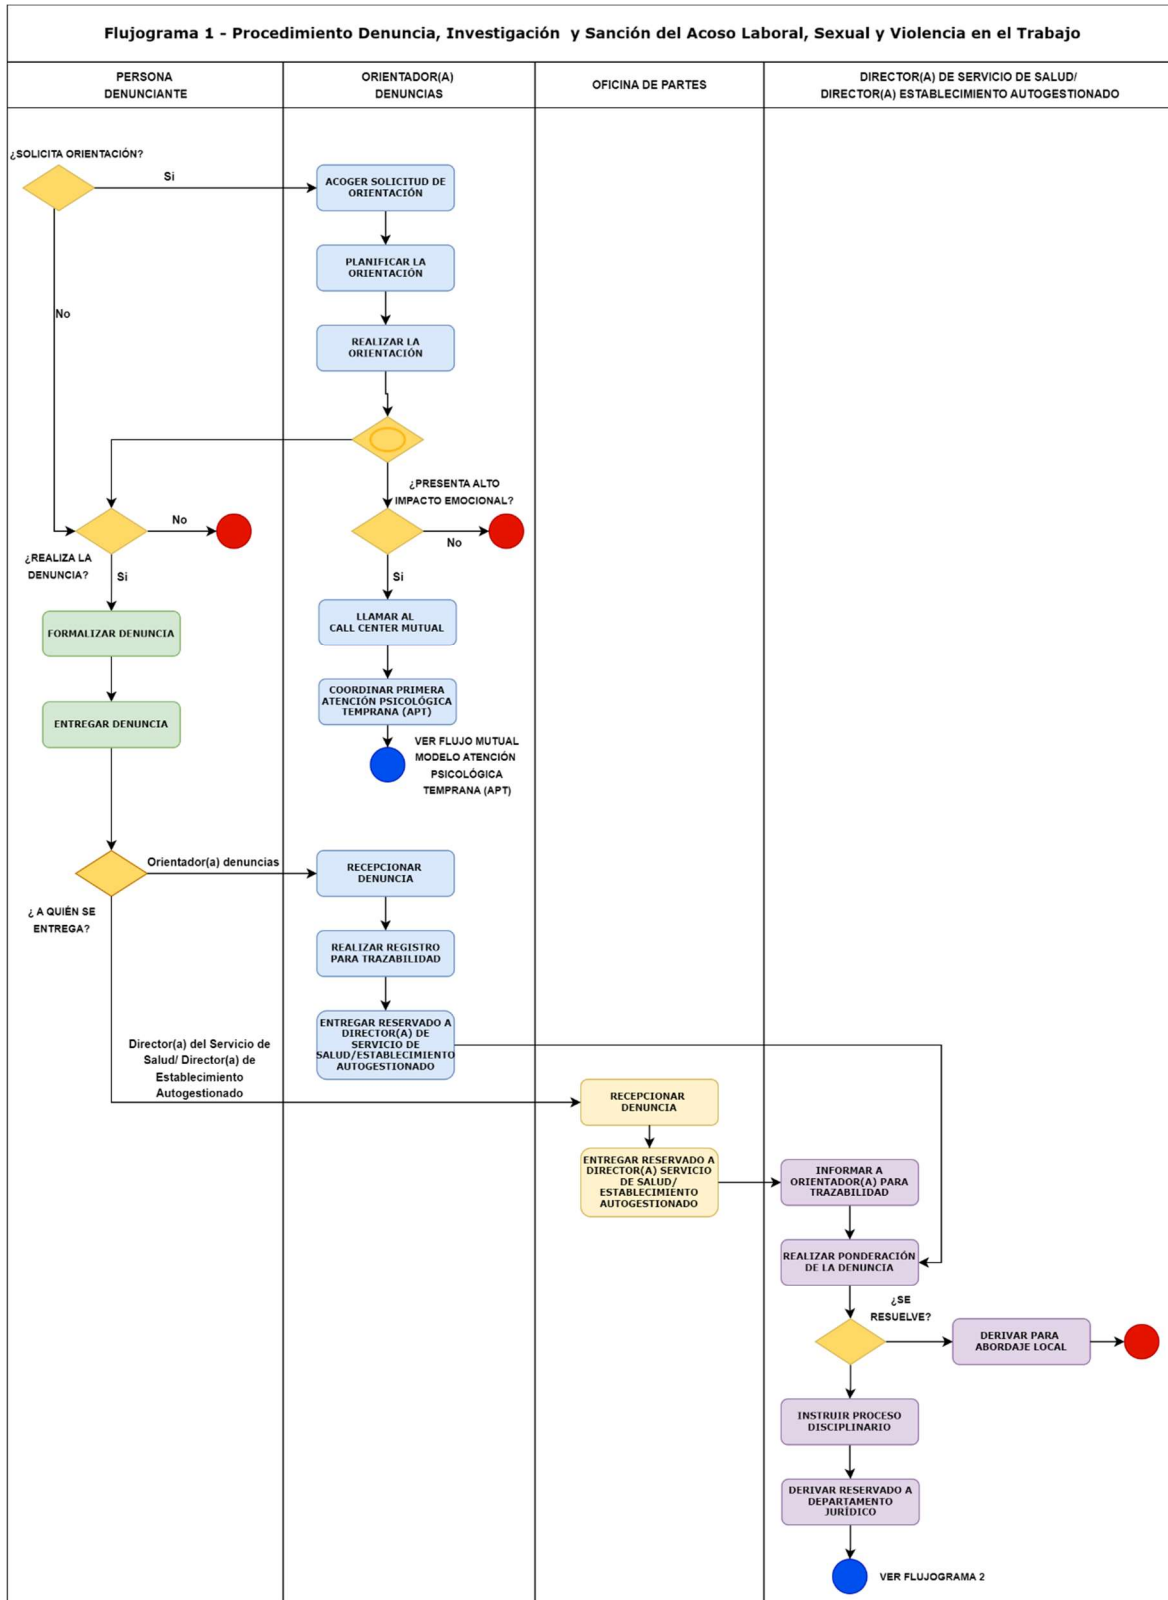 Flujograma 1 - Procedimiento Denuncia, Investigación y Sanción del Acoso Laboral, Sexual y Violencia en el Trabajo
PERSONA
DENUNCIANTE
ORIENTADOR(A)
DENUNCIAS
OFICINA DE PARTES
DIRECTOR(A) DE SERVICIO DE SALUD/
DIRECTOR(A) ESTABLECIMIENTO AUTOGESTIONADO
¿SOLICITA ORIENTACIÓN?
Si
No
ACOGER SOLICITUD DE
ORIENTACIÓN
PLANIFICAR LA
ORIENTACIÓN
REALIZAR LA
ORIENTACIÓN
¿PRESENTA ALTO
IMPACTO EMOCIONAL?
No
Si
¿REALIZA LA
DENUNCIA?
No
Si
FORMALIZAR DENUNCIA
ENTREGAR DENUNCIA
LLAMAR AL
CALL CENTER MUTUAL
COORDINAR PRIMERA
ATENCIÓN PSICOLÓGICA
TEMPRANA (APT)
VER FLUJO MUTUAL
MODELO ATENCIÓN
PSICOLÓGICA
TEMPRANA (APT)
¿ A QUIÉN SE
ENTREGA?
Orientador(a) denuncias
RECEPCIONAR
DENUNCIA
REALIZAR REGISTRO
PARA TRAZABILIDAD
ENTREGAR RESERVADO A
DIRECTOR(A) DE
SERVICIO DE
SALUD/ESTABLECIMIENTO
AUTOGESTIONADO
Director(a) del Servicio de
Salud/ Director(a) de
Establecimiento
Autogestionado
RECEPCIONAR
DENUNCIA
ENTREGAR RESERVADO A
DIRECTOR(A) SERVICIO
DE SALUD/
ESTABLECIMIENTO
AUTOGESTIONADO
INFORMAR A
ORIENTADOR(A) PARA
TRAZABILIDAD
REALIZAR PONDERACIÓN
DE LA DENUNCIA
¿SE
RESUELVE?
DERIVAR PARA
ABORDAJE LOCAL
INSTRUIR PROCESO
DISCIPLINARIO
DERIVAR RESERVADO A
DEPARTAMENTO
JURÍDICO
VER FLUJOGRAMA 2